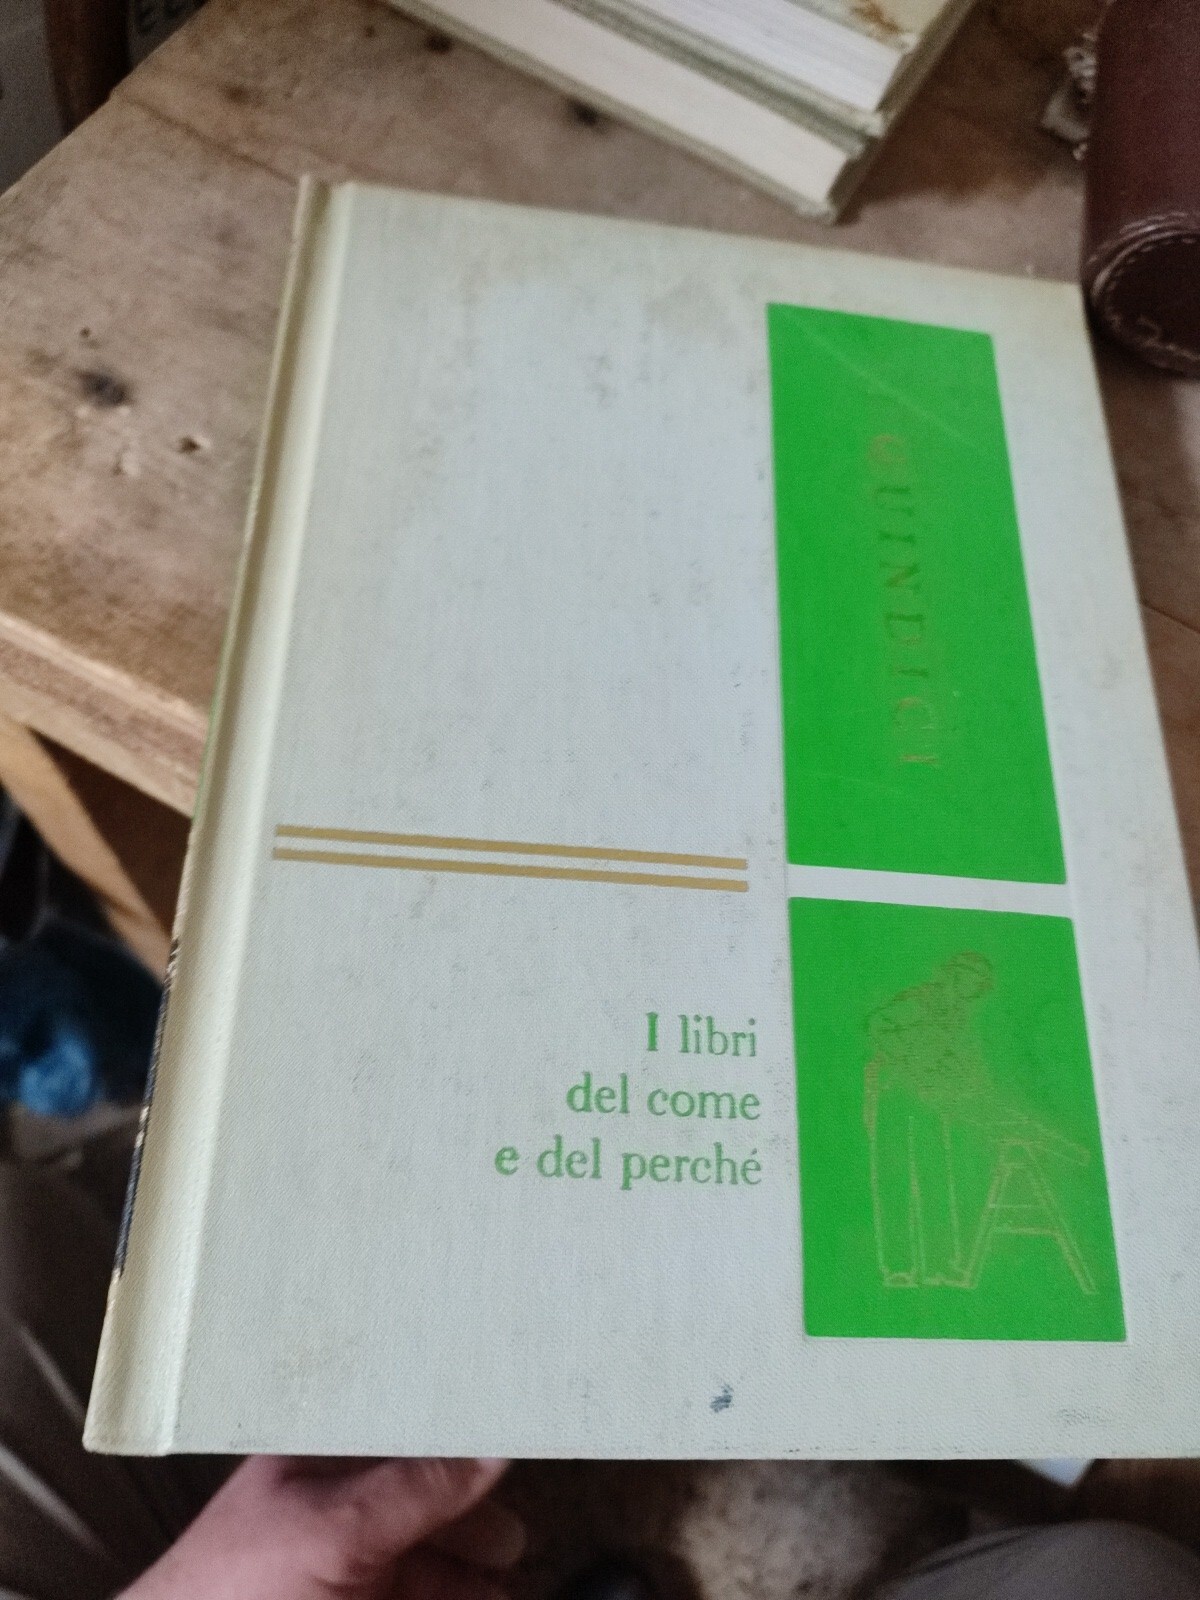 QUINDICI
I libri
del come
e del perché